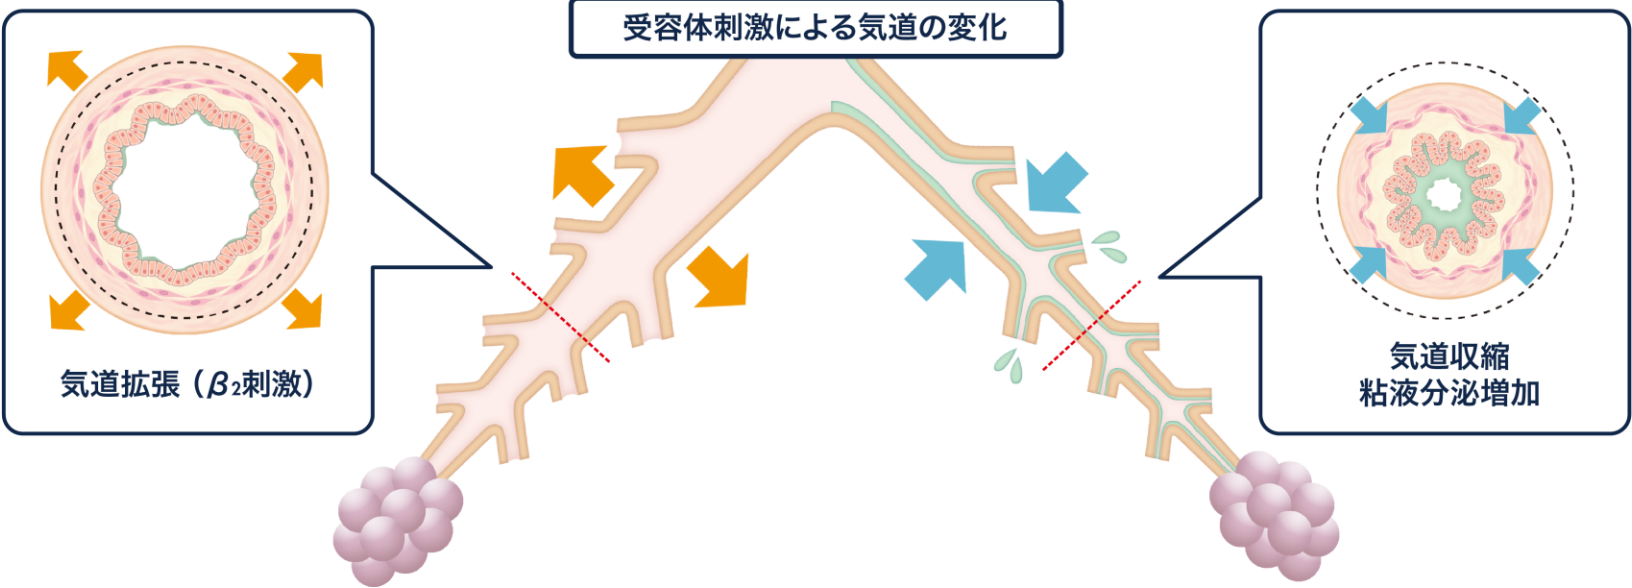 受容体刺激による気道の変化
気道拡張（β₂刺激）
気道収縮
粘液分泌増加